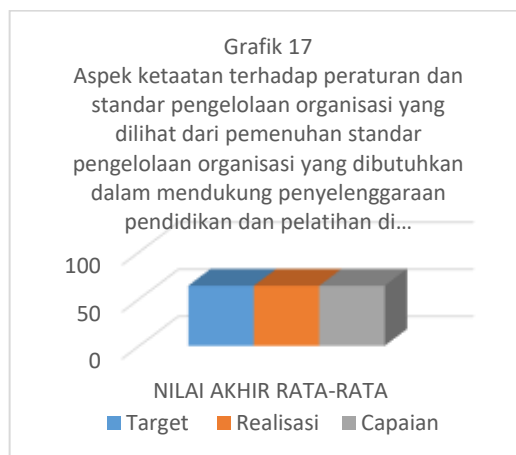 Grafik 17
Aspek ketaatan terhadap peraturan dan
standar pengelolaan organisasi yang
dilihat dari pemenuhan standar
pengelolaan organisasi yang dibutuhkan
dalam mendukung penyelenggaraan
pendidikan dan pelatihan di…
100
50
0
NILAI AKHIR RATA-RATA
Target Realisasi Capaian